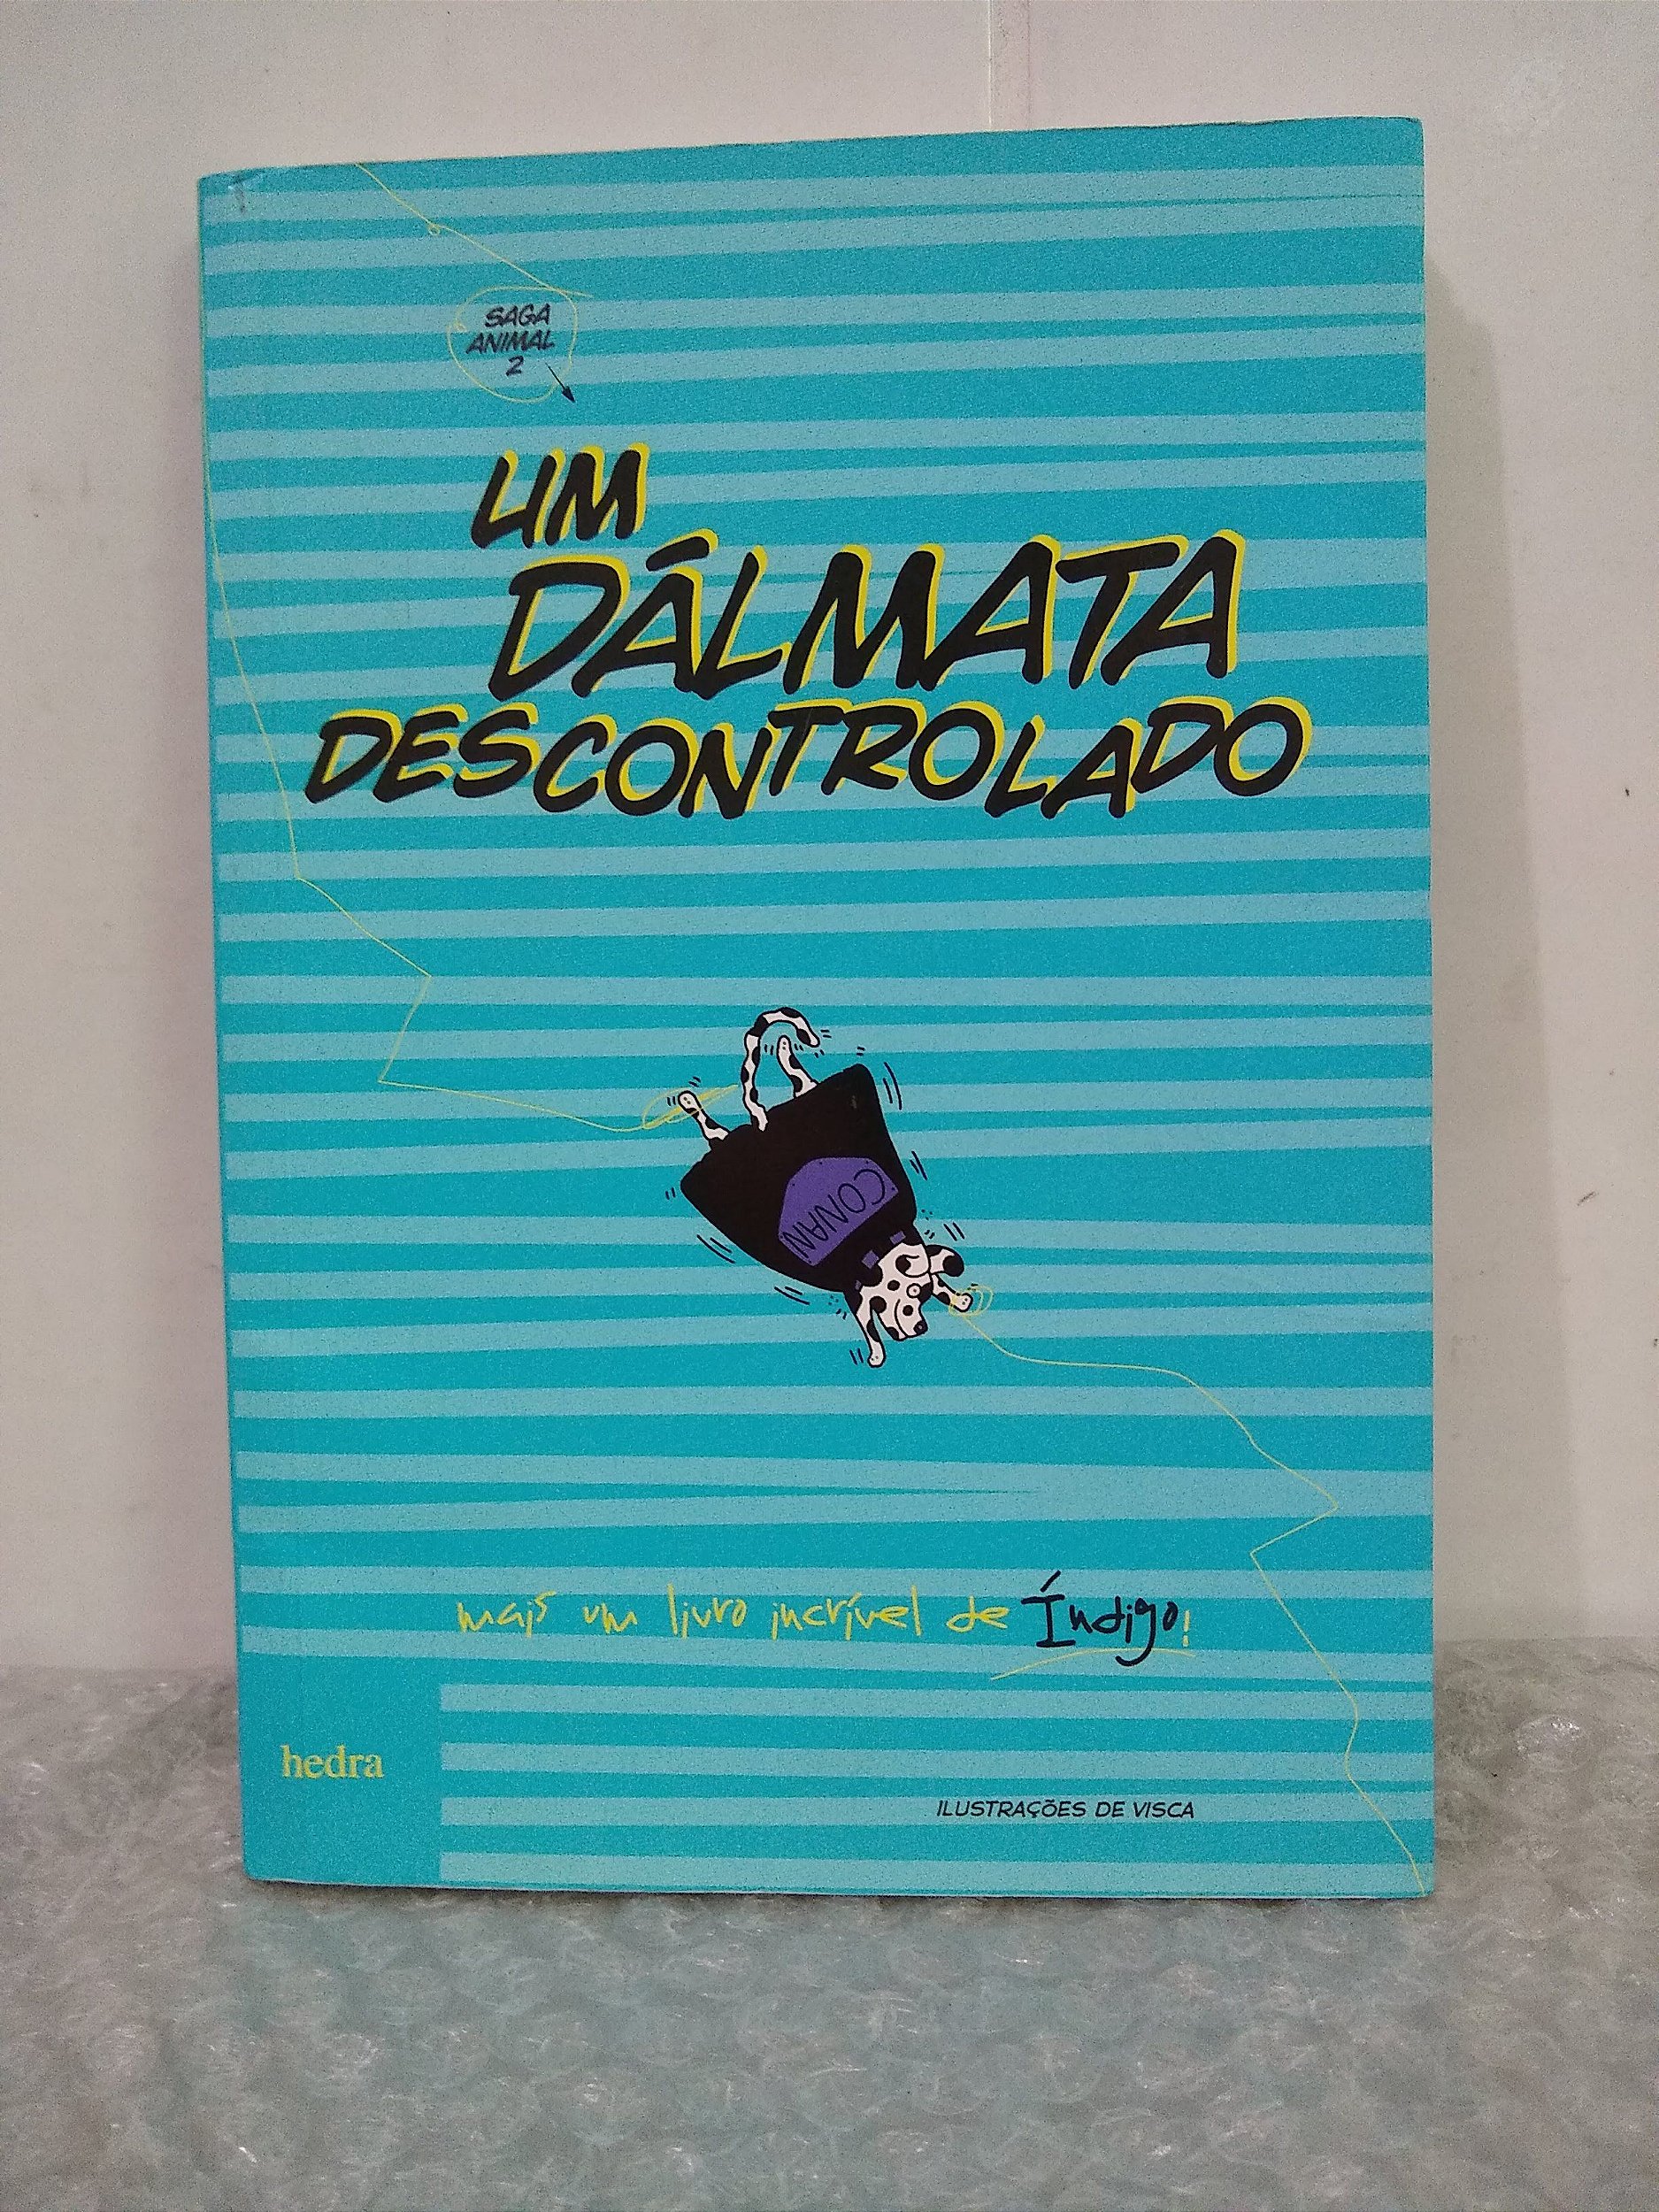 SAGA
ANIMAL
2
UM
DÁLMATA
DESCONTROLADO
CONAN
mais um livro incrível de Índigo!
hedra
ILUSTRAÇÕES DE VISCA